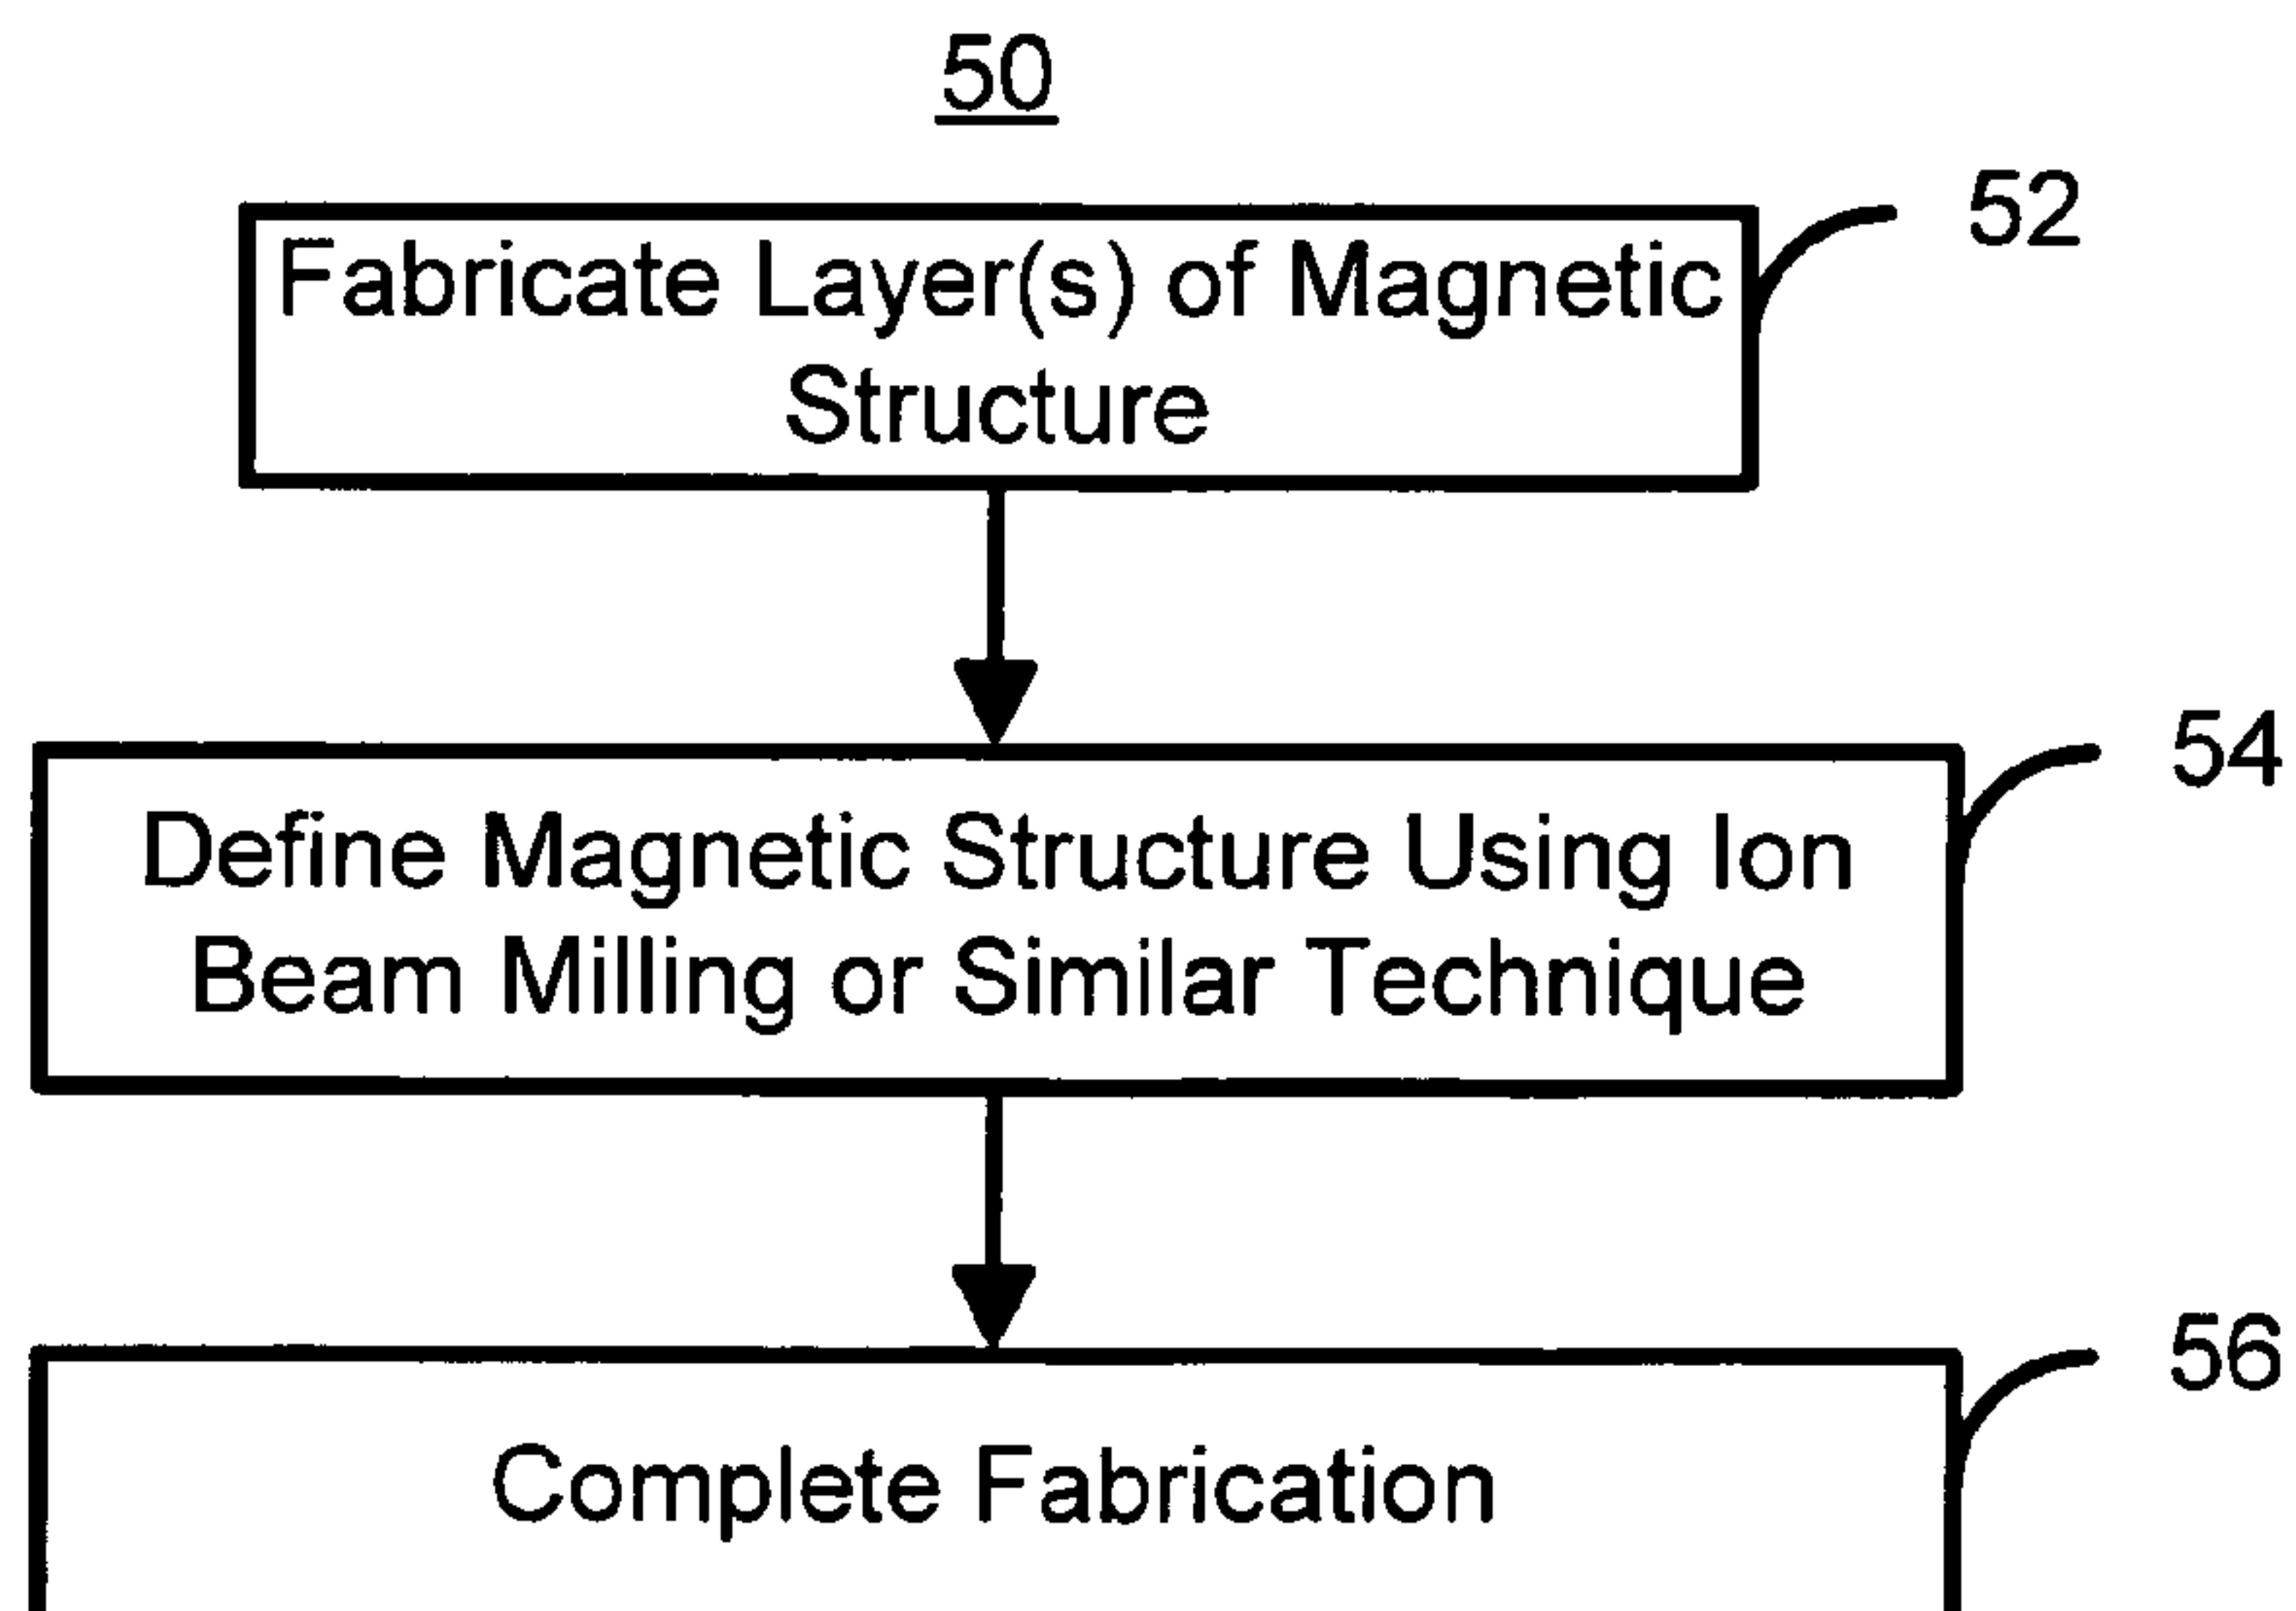 50
52
Fabricate Layer(s) of Magnetic
Structure
54
Define Magnetic Structure Using Ion
Beam Milling or Similar Technique
56
Complete Fabrication